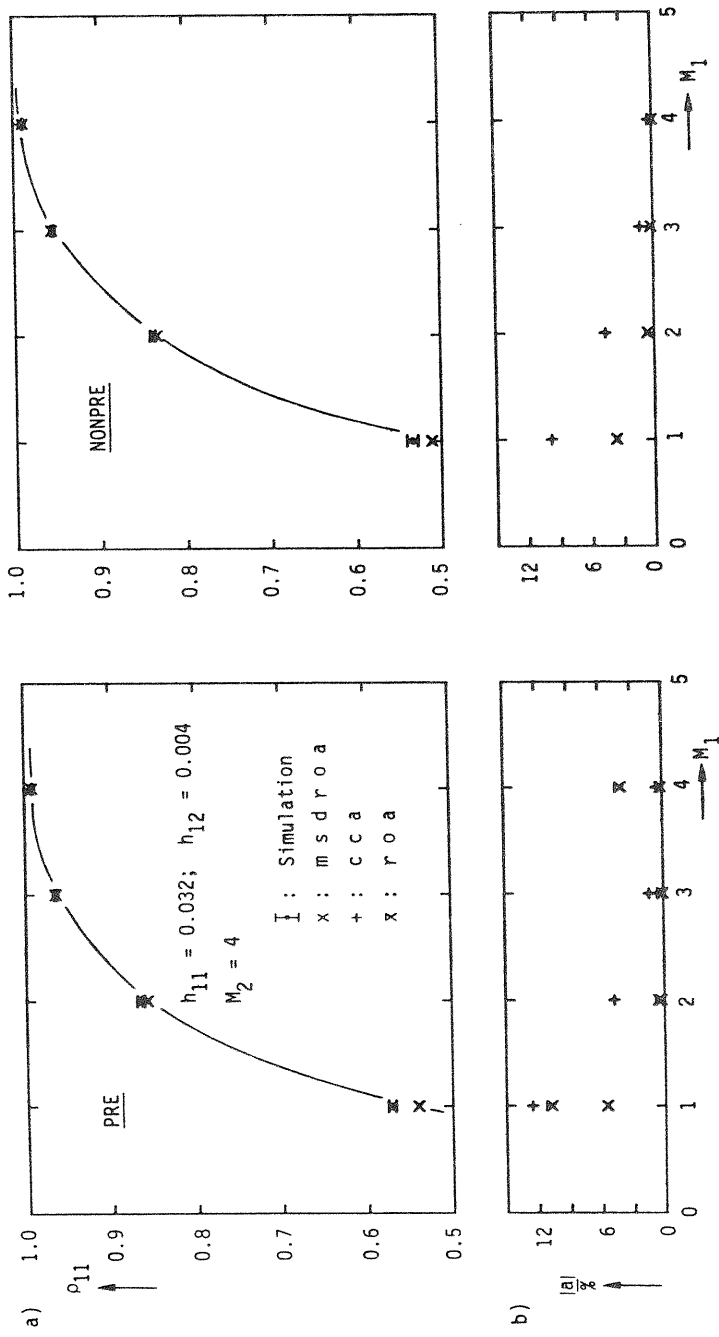 a)
ρ11
1.0
0.9
0.8
0.7
0.6
0.5
PRE
h11 = 0.032; h12 = 0.004
M2 = 4
I : Simulation
x : m s d r o a
+ : c c a
ⵣ : r o a
1.0
0.9
0.8
0.7
0.6
0.5
NONPRE
b)
|a|
%
12
6
0
0 1 2 3 4 5
M1
12
6
0
0 1 2 3 4 5
M1